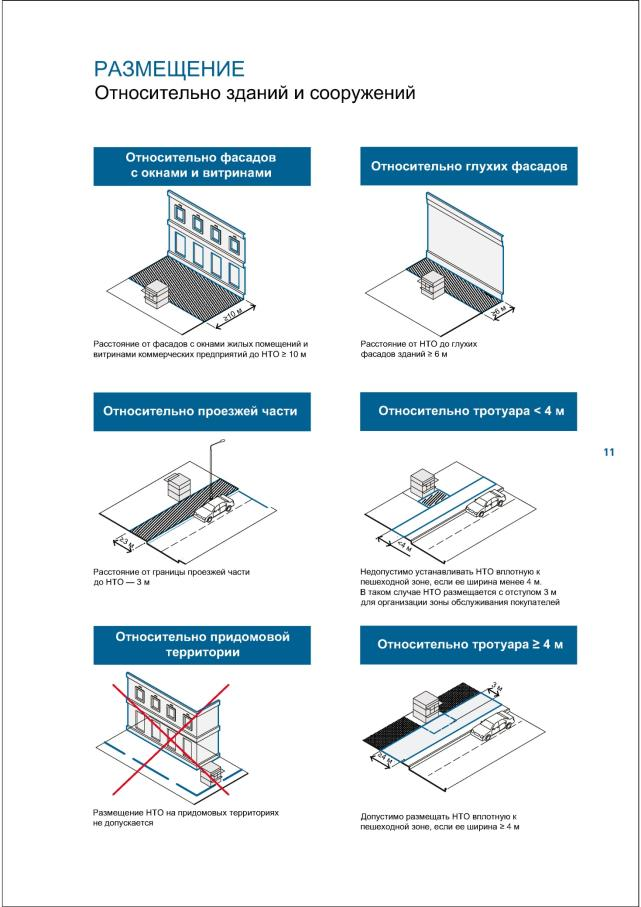 РАЗМЕЩЕНИЕ
Относительно зданий и сооружений
Относительно фасадов
с окнами и витринами
≥10 м
Расстояние от фасадов с окнами жилых помещений и
витринами коммерческих предприятий до НТО ≥ 10 м
Относительно глухих фасадов
≥6 м
Расстояние от НТО до глухих
фасадов зданий ≥ 6 м
Относительно проезжей части
≥3 м
Расстояние от границы проезжей части
до НТО — 3 м
Относительно тротуара < 4 м
<4 м
Недопустимо устанавливать НТО вплотную к
пешеходной зоне, если ее ширина менее 4 м.
В таком случае НТО размещается с отступом 3 м
для организации зоны обслуживания покупателей
11
Относительно придомовой
территории
Размещение НТО на придомовых территориях
не допускается
Относительно тротуара ≥ 4 м
3 м
≥4 м
Допустимо размещать НТО вплотную к
пешеходной зоне, если ее ширина ≥ 4 м